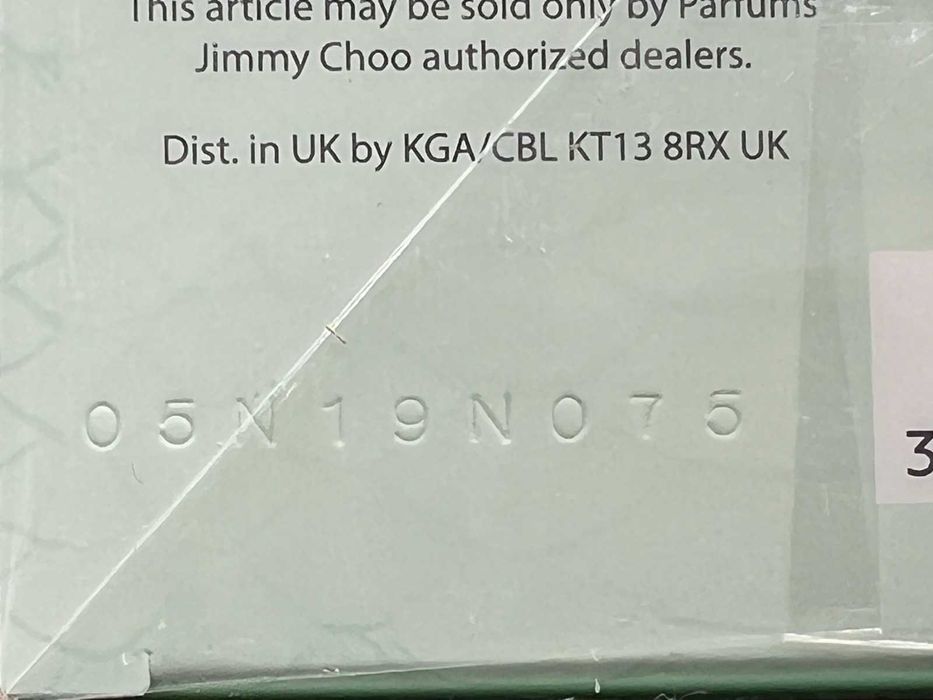 This article may be sold only by Parfums
Jimmy Choo authorized dealers.
Dist. in UK by KGA/CBL KT13 8RX UK
05N19N075
3